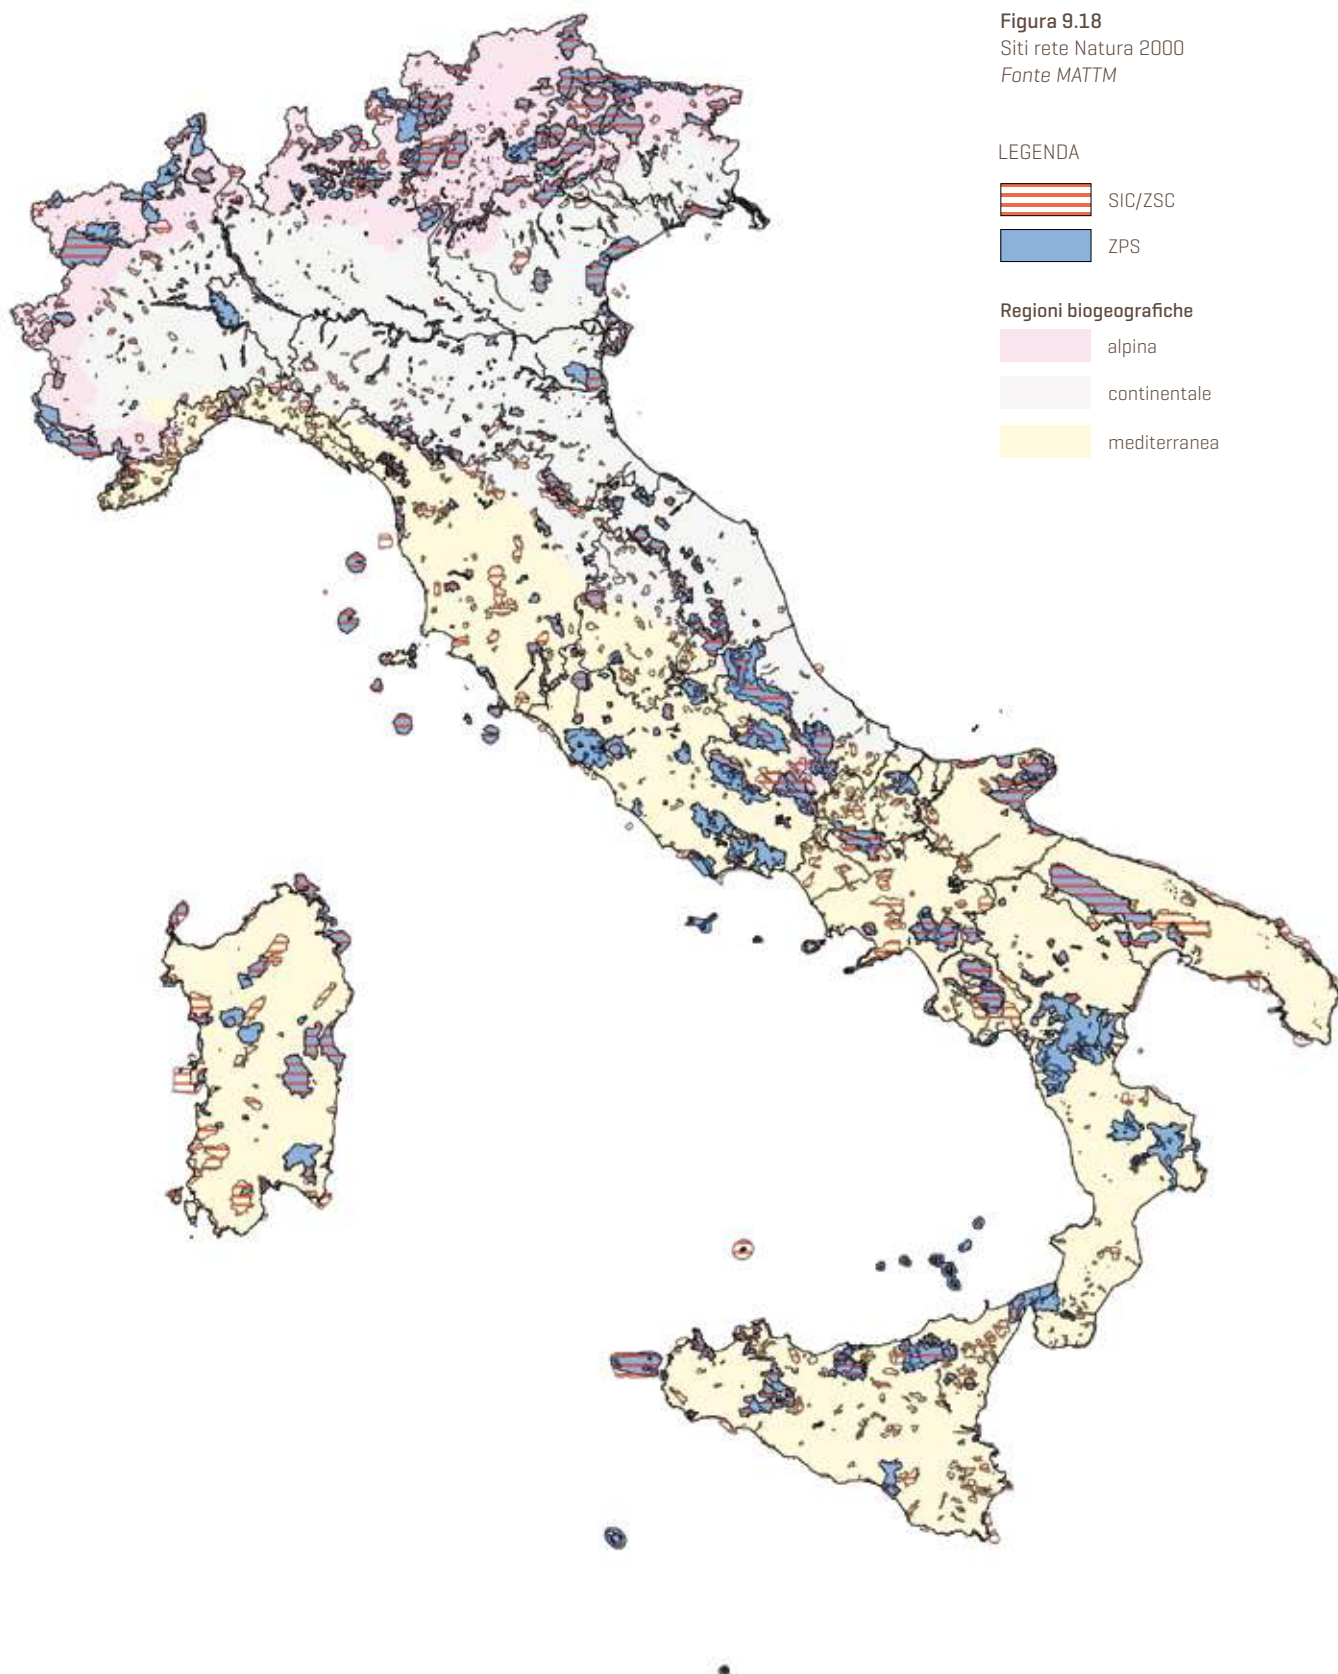 Figura 9.18
Siti rete Natura 2000
Fonte MATTM
LEGENDA
SIC/ZSC
ZPS
Regioni biogeografiche
alpina
continentale
mediterranea